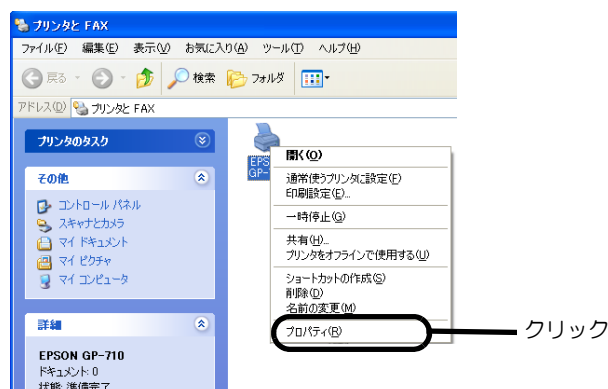 プリンタと FAX
ファイル(F) 編集(E) 表示(V) お気に入り(A) ツール(T) ヘルプ(H)
戻る 検索 フォルダ
アドレス(D) プリンタと FAX
プリンタのタスク
その他
コントロール パネル
スキャナとカメラ
マイ ドキュメント
マイ ピクチャ
マイ コンピュータ
詳細
EPSON GP-710
ドキュメント: 0
状態: 準備完了
EPS
GP-
開く(O)
通常使うプリンタに設定(F)
印刷設定(E)...
一時停止(G)
共有(H)...
プリンタをオフラインで使用する(U)
ショートカットの作成(S)
削除(D)
名前の変更(M)
プロパティ(R)
クリック